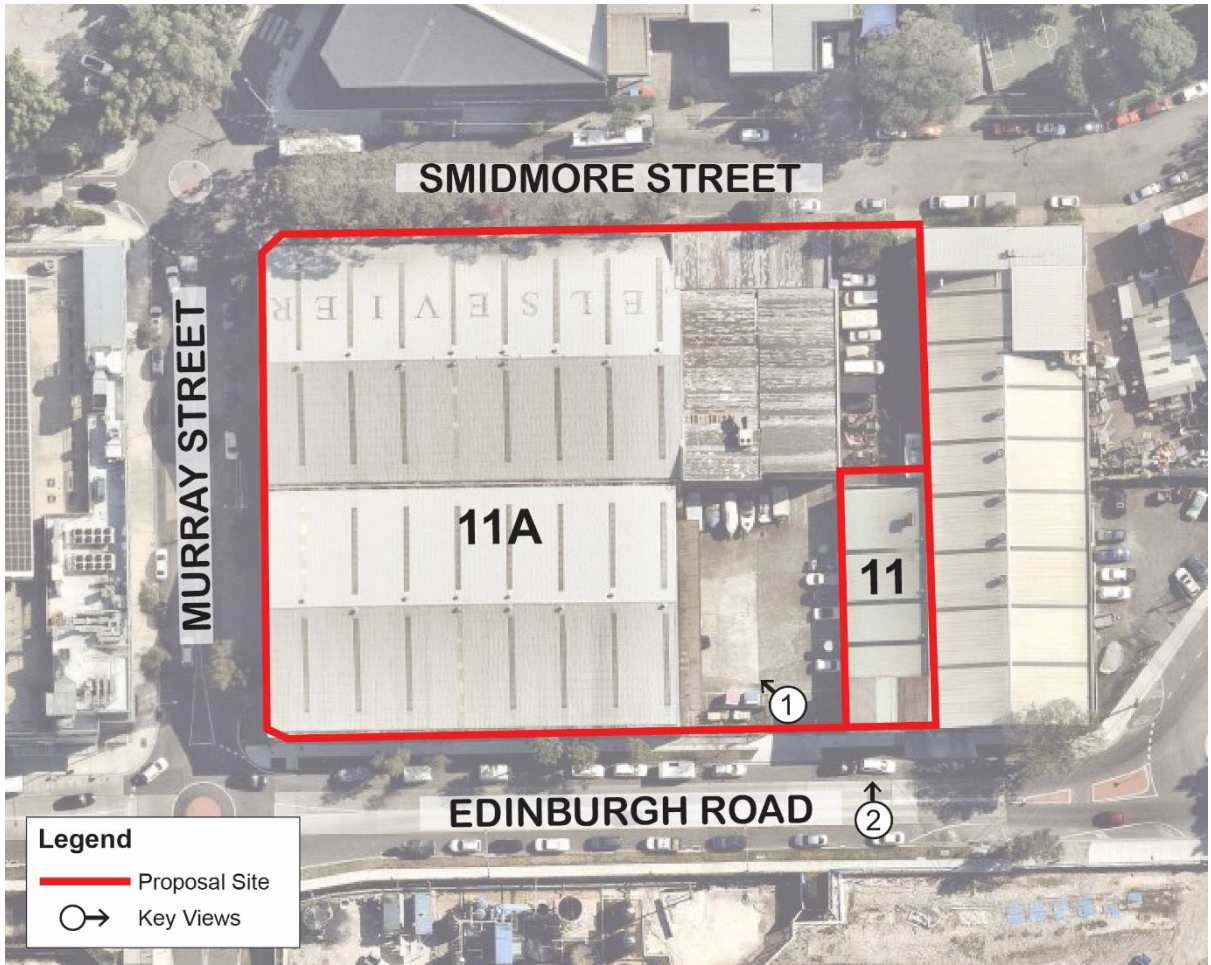 SMIDMORE STREET
ELSEVIER
MURRAY STREET
11A
11
1
EDINBURGH ROAD
2
Legend
Proposal Site
Key Views